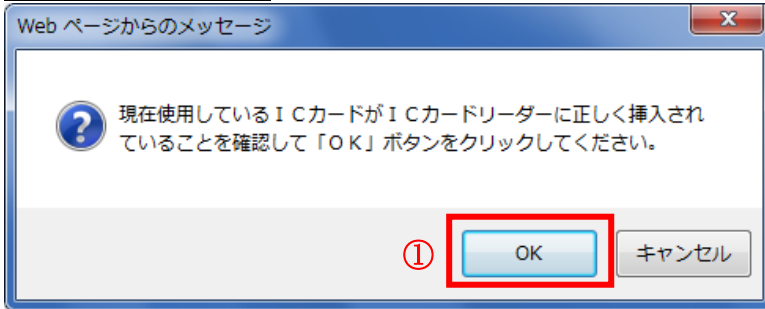 Web ページからのメッセージ
現在使用しているＩＣカードがＩＣカードリーダーに正しく挿入され
ていることを確認して「ＯＫ」ボタンをクリックしてください。
① OK キャンセル